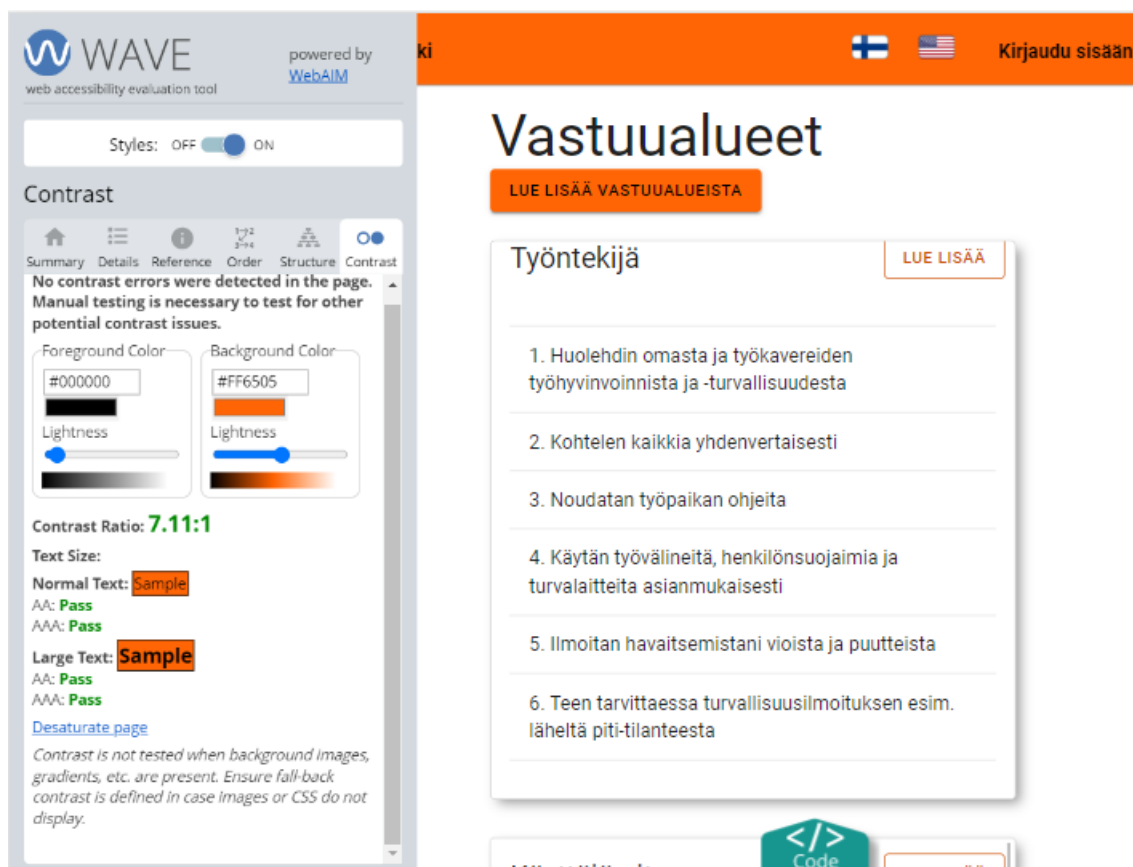 WAVE
powered by
WebAIM
web accessibility evaluation tool
Styles: OFF ON
Contrast
Summary Details Reference Order Structure Contrast
No contrast errors were detected in the page.
Manual testing is necessary to test for other
potential contrast issues.
Foreground Color Background Color
#000000 #FF6505
Lightness Lightness
Contrast Ratio: 7.11:1
Text Size:
Normal Text: Sample
AA: Pass
AAA: Pass
Large Text: Sample
AA: Pass
AAA: Pass
Desaturate page
Contrast is not tested when background images,
gradients, etc. are present. Ensure fall-back
contrast is defined in case images or CSS do not
display.
ki
Kirjaudu sisään
Vastuualueet
LUE LISÄÄ VASTUUALUEISTA
Työntekijä
LUE LISÄÄ
1. Huolehdin omasta ja työkavereiden
työhyvinvoinnista ja -turvallisuudesta
2. Kohtelen kaikkia yhdenvertaisesti
3. Noudatan työpaikan ohjeita
4. Käytän työvälineitä, henkilönsuojaimia ja
turvalaitteita asianmukaisesti
5. Ilmoitan havaitsemistani vioista ja puutteista
6. Teen tarvittaessa turvallisuusilmoituksen esim.
läheltä piti-tilanteesta
</>
Code